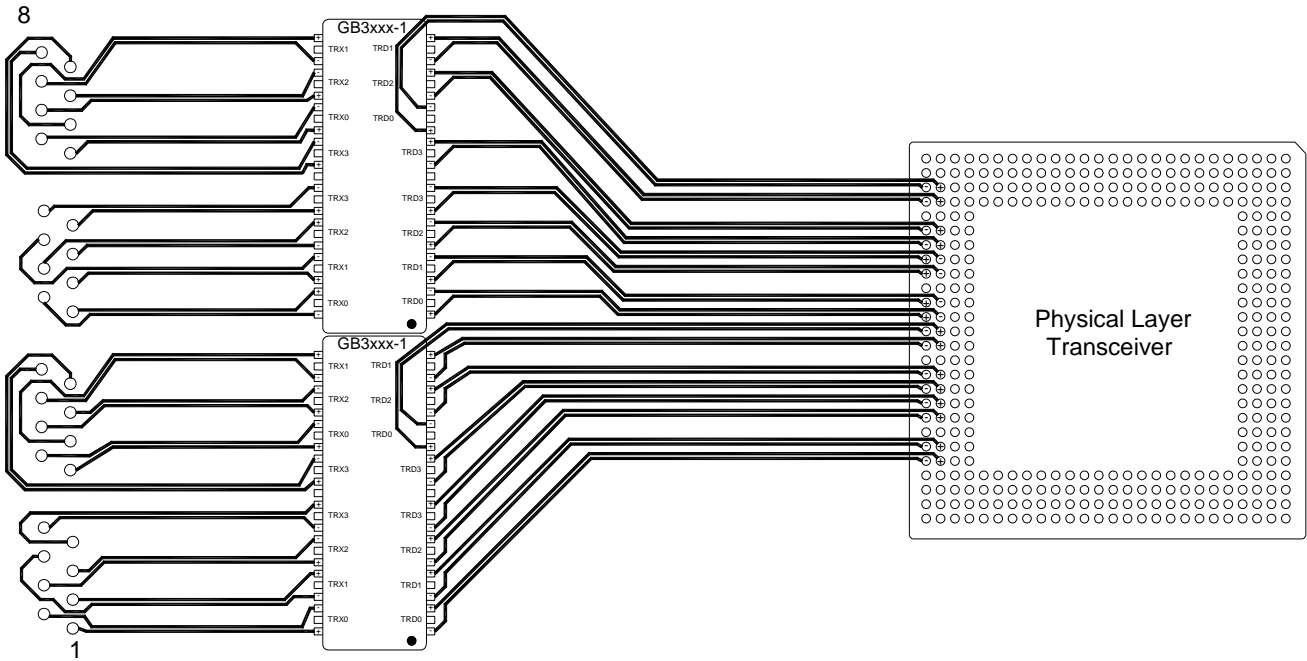 8
GB3xxx-1
TRX1 TRD1
TRX2 TRD2
TRX0 TRD0
TRX3 TRD3
TRX3 TRD3
TRX2 TRD2
TRX1 TRD1
TRX0 TRD0
GB3xxx-1
TRX1 TRD1
TRX2 TRD2
TRX0 TRD0
TRX3 TRD3
TRX3 TRD3
TRX2 TRD2
TRX1 TRD1
TRX0 TRD0
1
Physical Layer
Transceiver